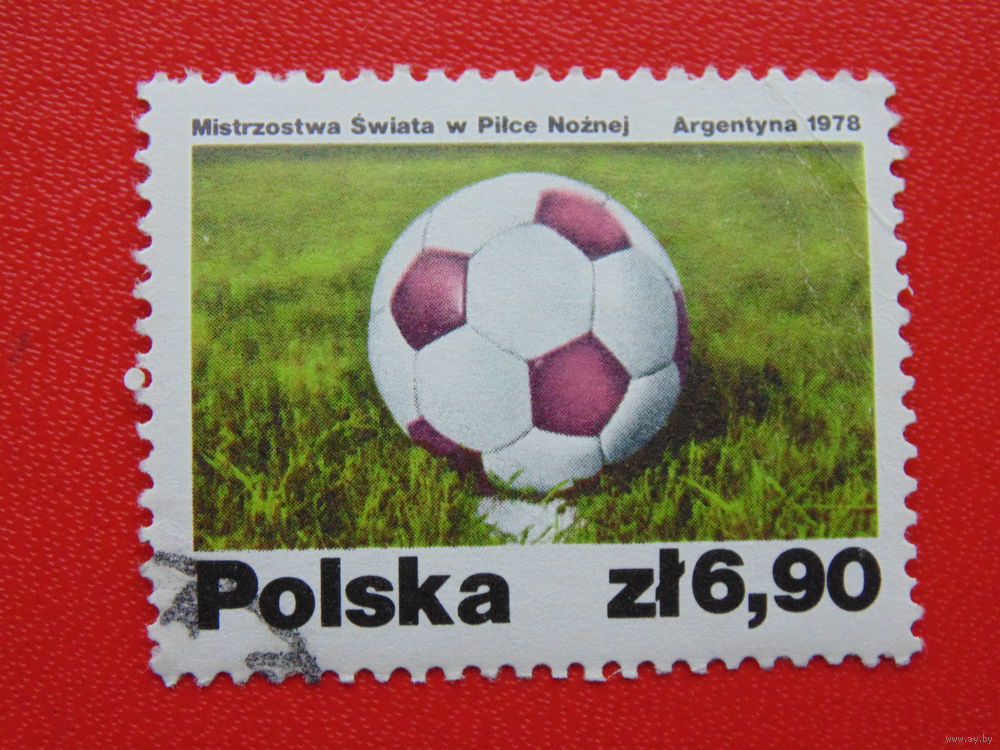 Mistrzostwa Świata w Piłce Nożnej Argentyna 1978
Polska zł6,90
www.ay.by